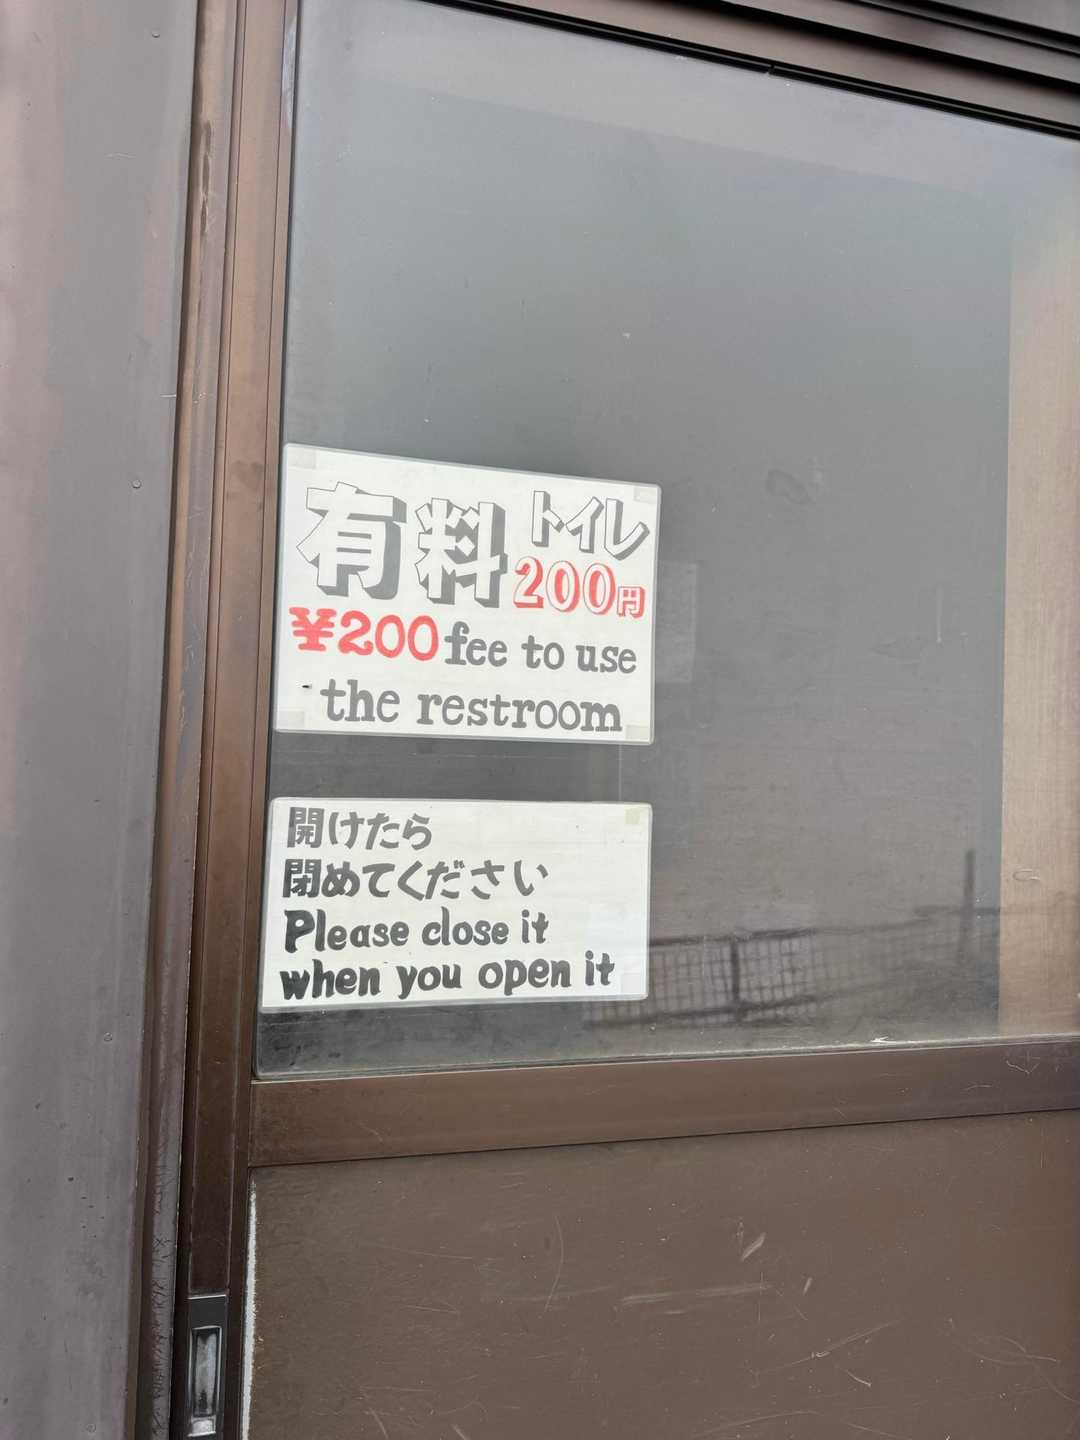 有料 トイレ
200円
¥200 fee to use
the restroom
開けたら
閉めてください
Please close it
when you open it